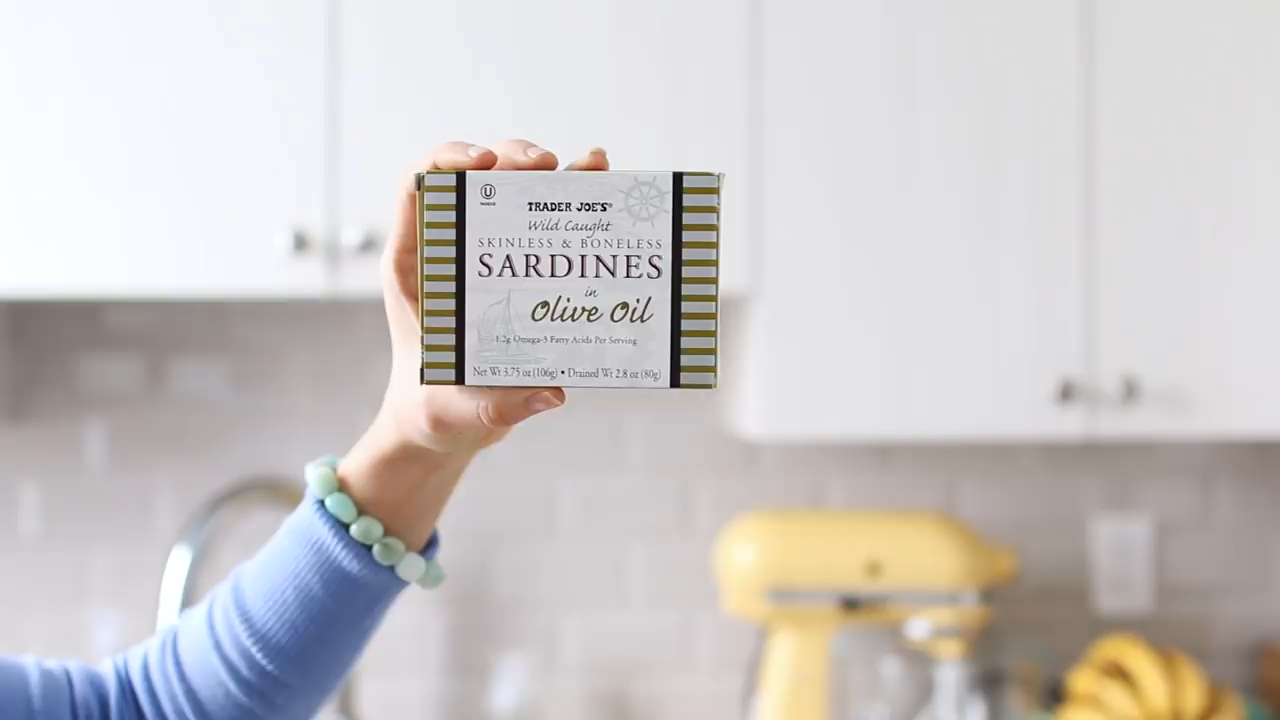 U
TRADER JOE'S®
Wild Caught
SKINLESS & BONELESS
SARDINES
in
Olive Oil
1.2g Omega-3 Fatty Acids Per Serving
Net Wt 3.75 oz (106g) • Drained Wt 2.8 oz (80g)